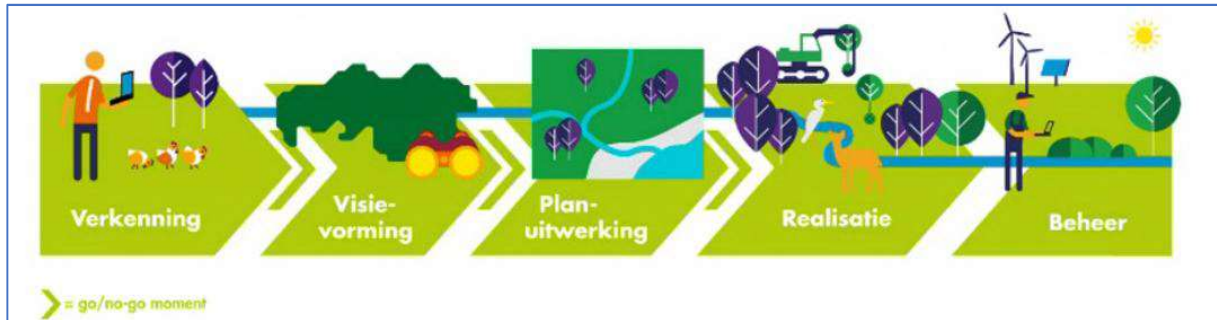 Verkenning
Visie-
vorming
Plan-
uitwerking
Realisatie
Beheer
= go/no-go moment